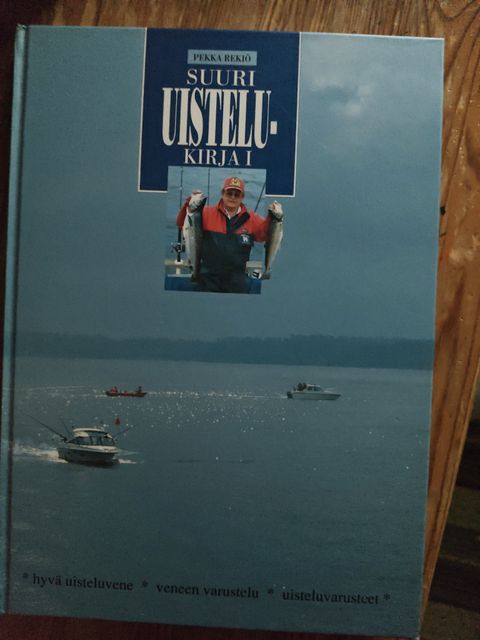 PEKKA REKIÖ
SUURI
UISTELU-
KIRJA I
* hyvä uisteluvene * veneen varustelu * uisteluvarusteet *